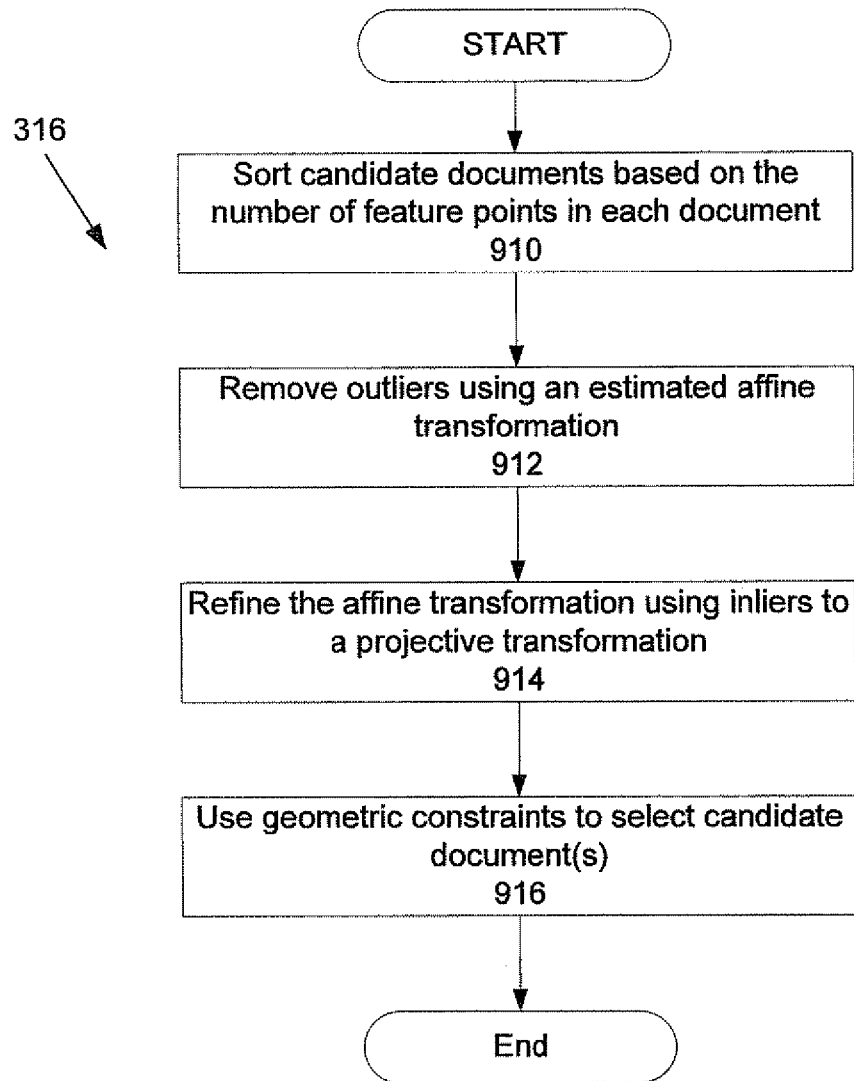 START
316
Sort candidate documents based on the
number of feature points in each document
910
Remove outliers using an estimated affine
transformation
912
Refine the affine transformation using inliers to
a projective transformation
914
Use geometric constraints to select candidate
document(s)
916
End